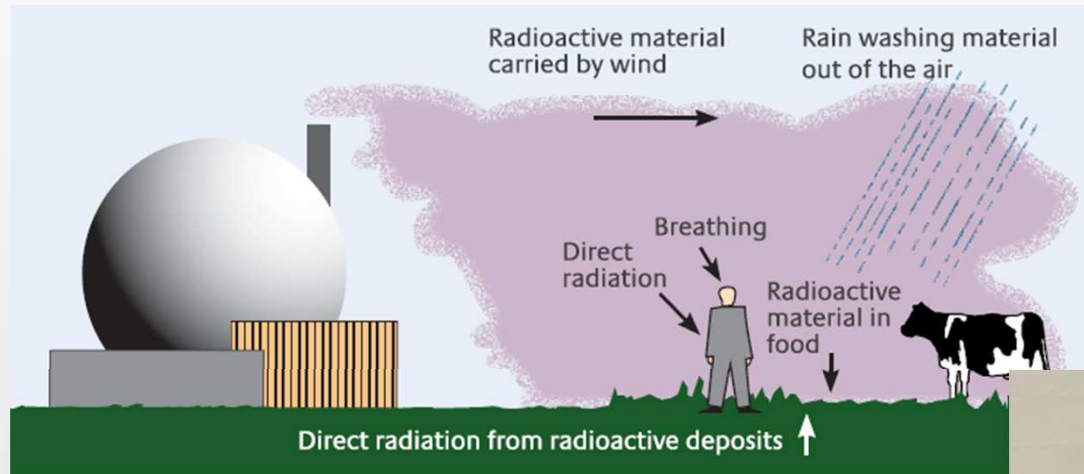 Radioactive material
carried by wind
Rain washing material
out of the air
Breathing
Direct
radiation
Radioactive
material in
food
Direct radiation from radioactive deposits